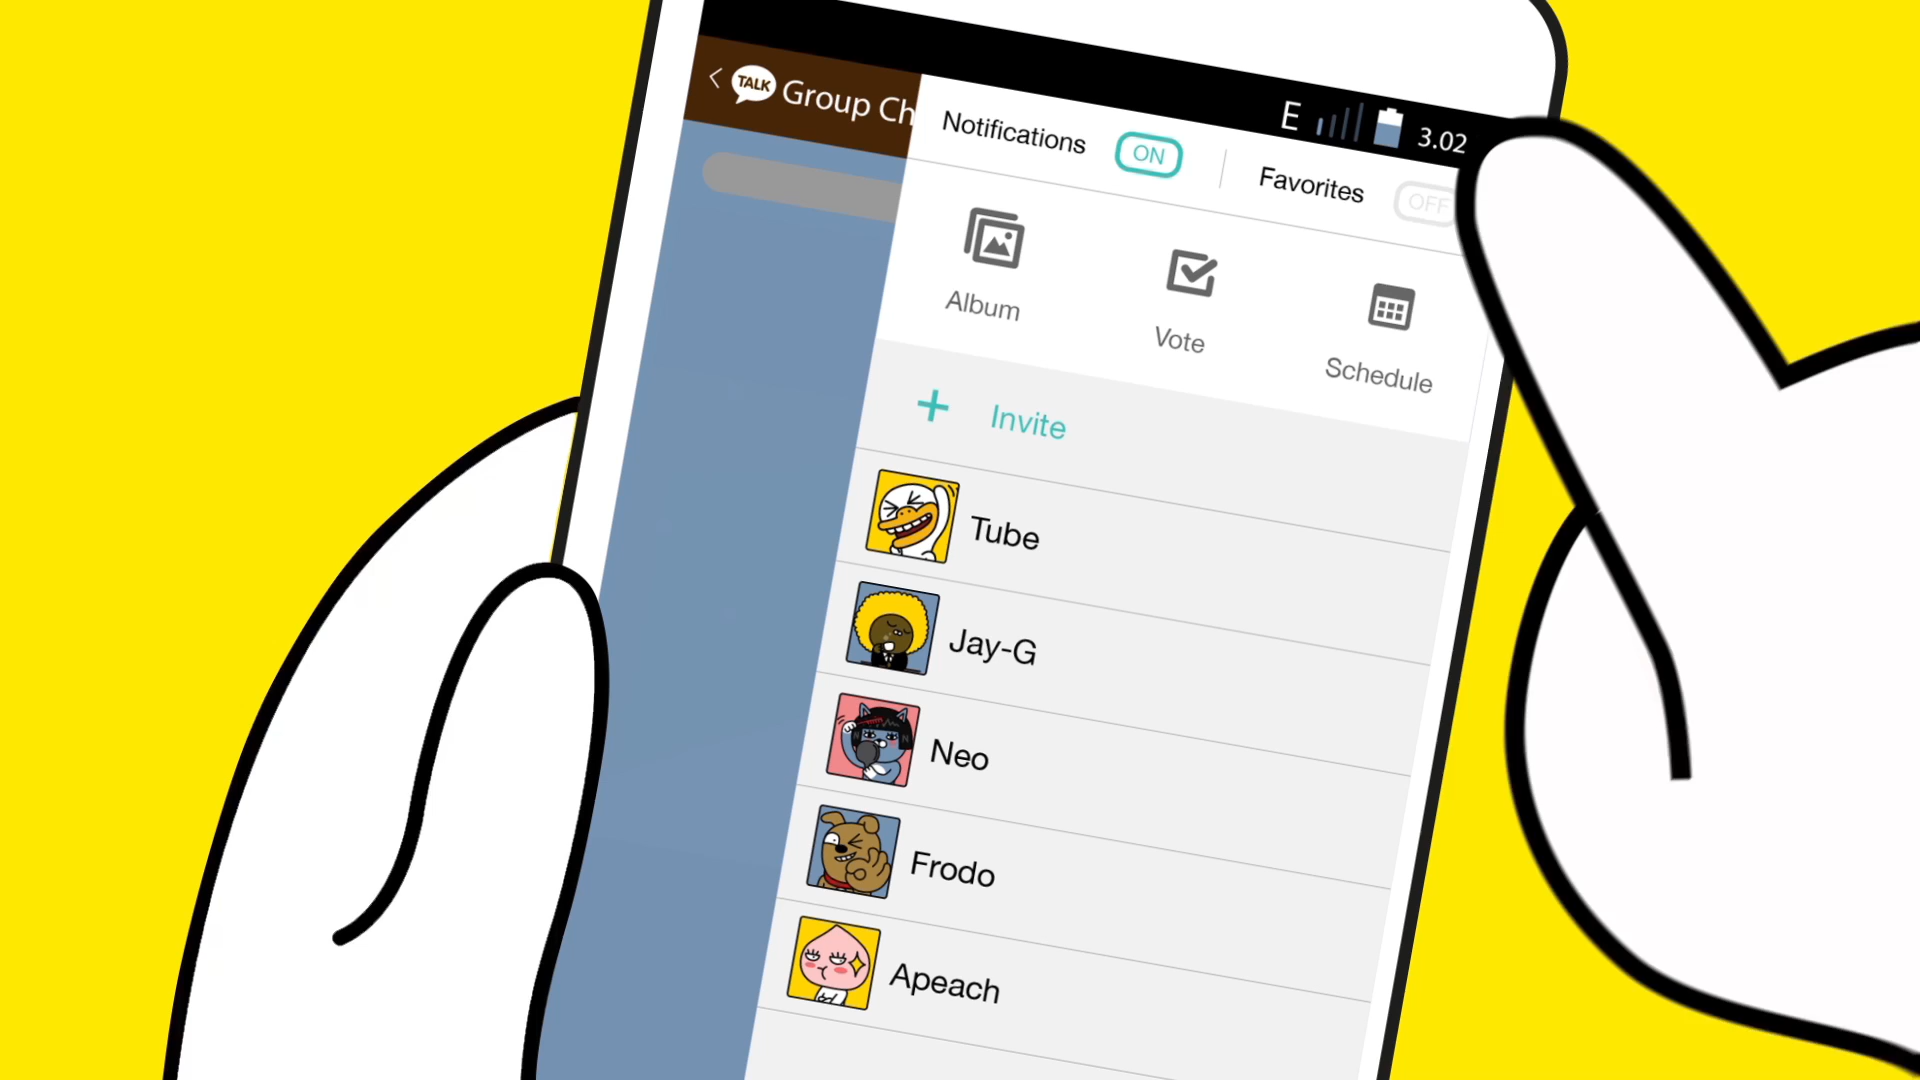 TALK Group Ch
E 3.02
Notifications ON Favorites OFF
Album Vote Schedule
+ Invite
Tube
Jay-G
Neo
Frodo
Apeach